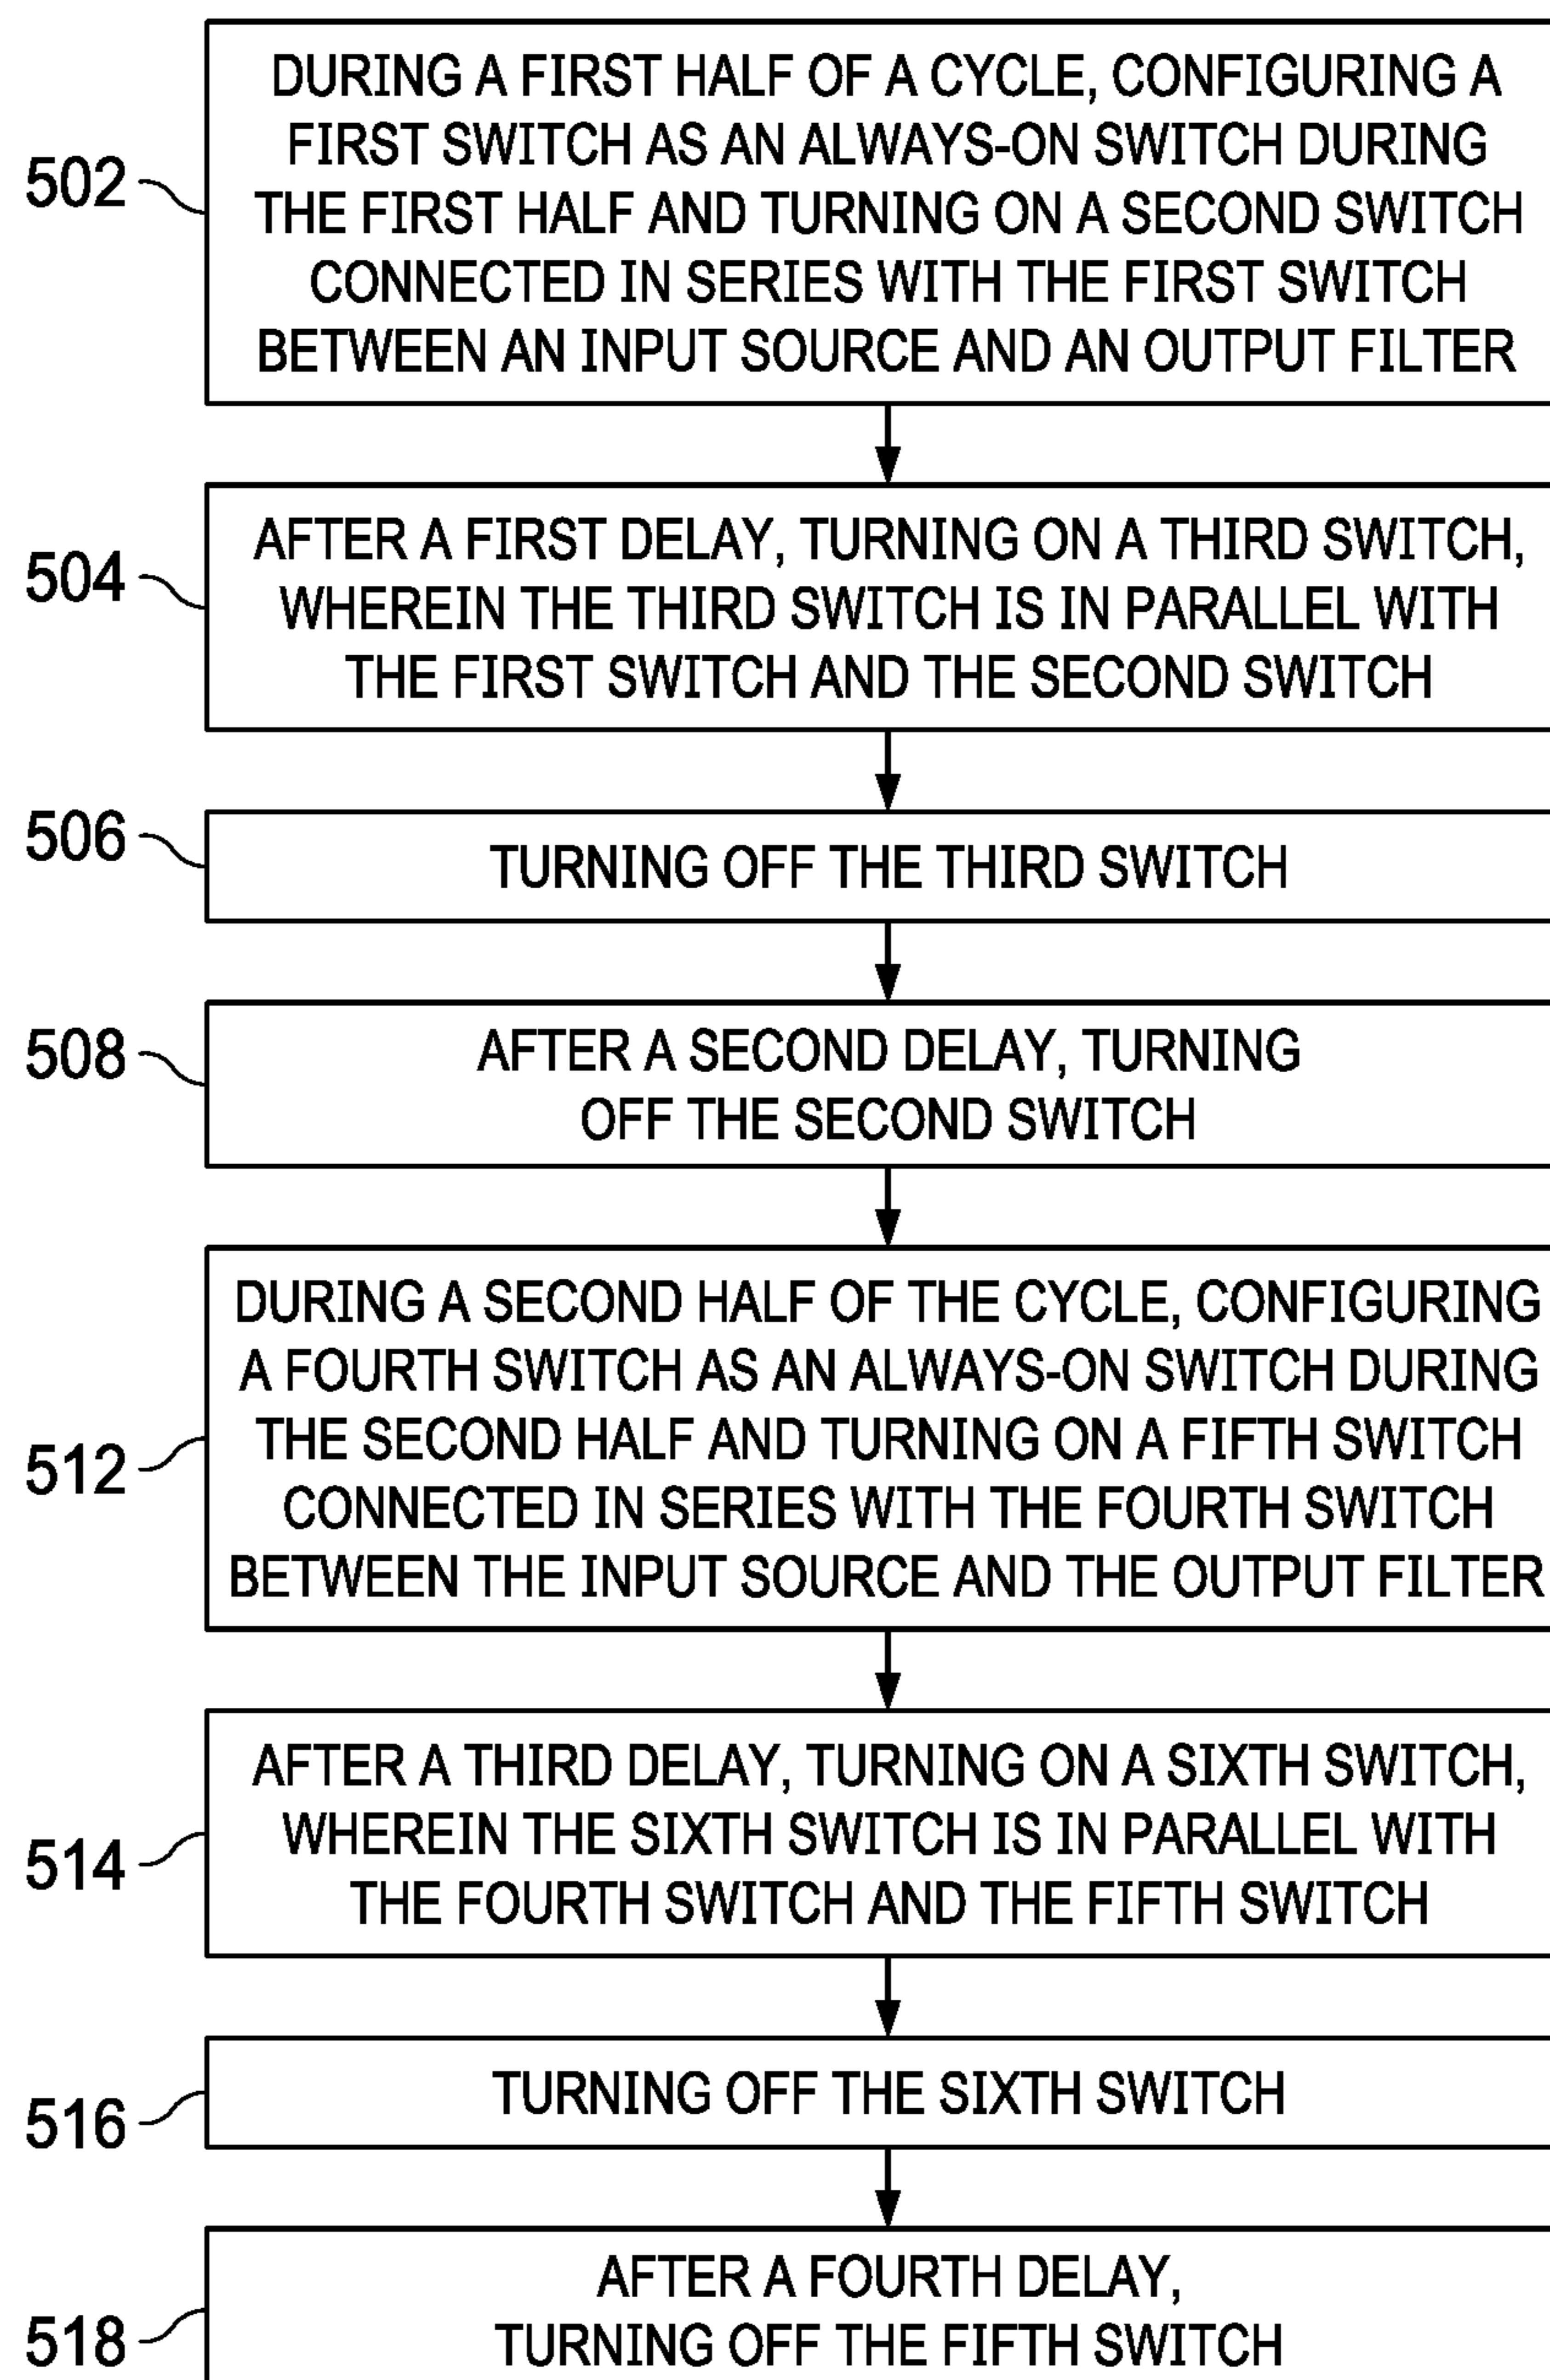 502
DURING A FIRST HALF OF A CYCLE, CONFIGURING A
FIRST SWITCH AS AN ALWAYS-ON SWITCH DURING
THE FIRST HALF AND TURNING ON A SECOND SWITCH
CONNECTED IN SERIES WITH THE FIRST SWITCH
BETWEEN AN INPUT SOURCE AND AN OUTPUT FILTER
504
AFTER A FIRST DELAY, TURNING ON A THIRD SWITCH,
WHEREIN THE THIRD SWITCH IS IN PARALLEL WITH
THE FIRST SWITCH AND THE SECOND SWITCH
506
TURNING OFF THE THIRD SWITCH
508
AFTER A SECOND DELAY, TURNING
OFF THE SECOND SWITCH
512
DURING A SECOND HALF OF THE CYCLE, CONFIGURING
A FOURTH SWITCH AS AN ALWAYS-ON SWITCH DURING
THE SECOND HALF AND TURNING ON A FIFTH SWITCH
CONNECTED IN SERIES WITH THE FOURTH SWITCH
BETWEEN THE INPUT SOURCE AND THE OUTPUT FILTER
514
AFTER A THIRD DELAY, TURNING ON A SIXTH SWITCH,
WHEREIN THE SIXTH SWITCH IS IN PARALLEL WITH
THE FOURTH SWITCH AND THE FIFTH SWITCH
516
TURNING OFF THE SIXTH SWITCH
518
AFTER A FOURTH DELAY,
TURNING OFF THE FIFTH SWITCH